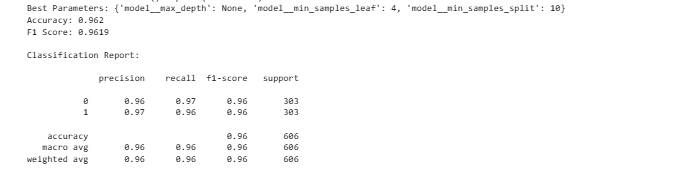 Best Parameters: {'model__max_depth': None, 'model__min_samples_leaf': 4, 'model__min_samples_split': 10}
Accuracy: 0.962
F1 Score: 0.9619
Classification Report:
precision recall f1-score support
0 0.96 0.97 0.96 303
1 0.97 0.96 0.96 303
accuracy 0.96 606
macro avg 0.96 0.96 0.96 606
weighted avg 0.96 0.96 0.96 606